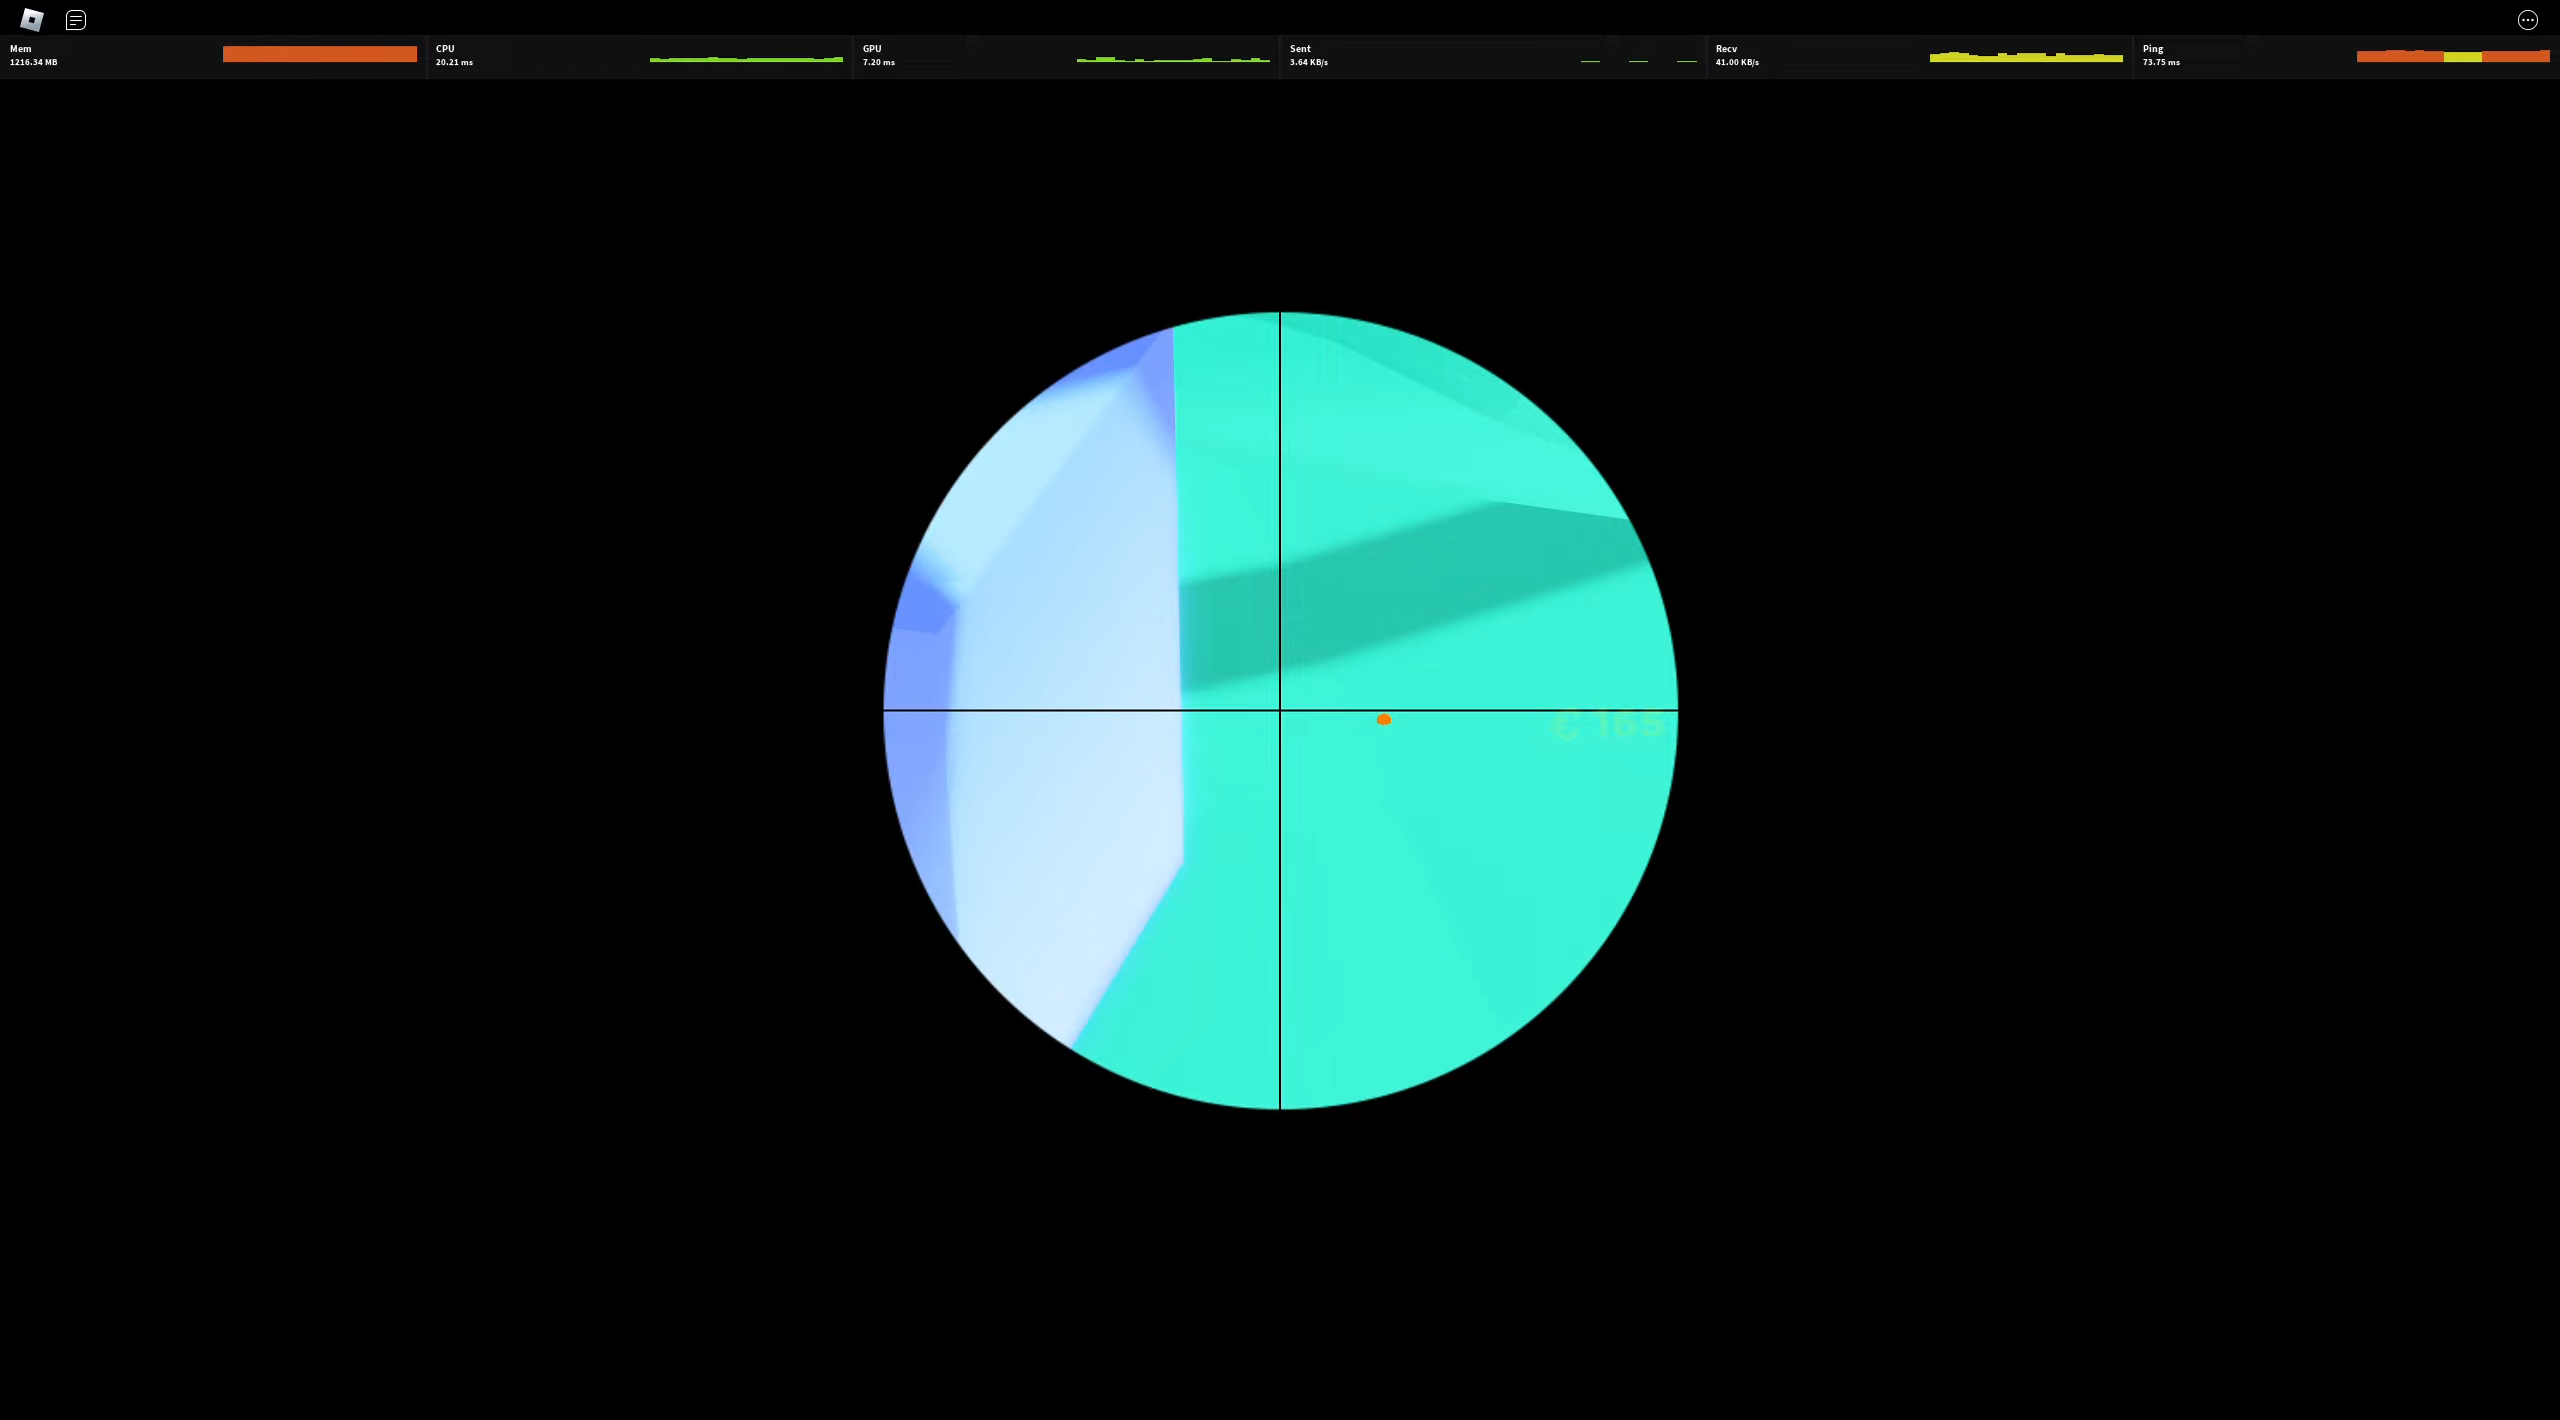 Mem
1216.34 MB
CPU
20.21 ms
GPU
7.20 ms
Sent
3.64 KB/s
Recv
41.00 KB/s
Ping
73.75 ms
165